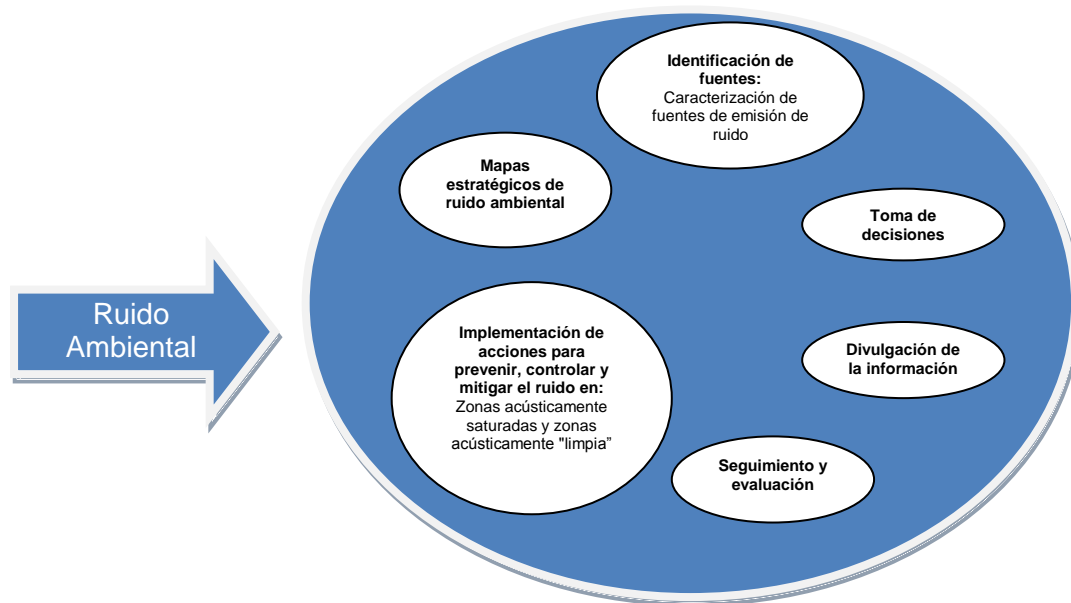 Identificación de
fuentes:
Caracterización de
fuentes de emisión de
ruido
Mapas
estratégicos de
ruido ambiental
Toma de
decisiones
Ruido
Ambiental
Implementación de
acciones para
prevenir, controlar y
mitigar el ruido en:
Zonas acústicamente
saturadas y zonas
acústicamente "limpia”
Divulgación de
la información
Seguimiento y
evaluación